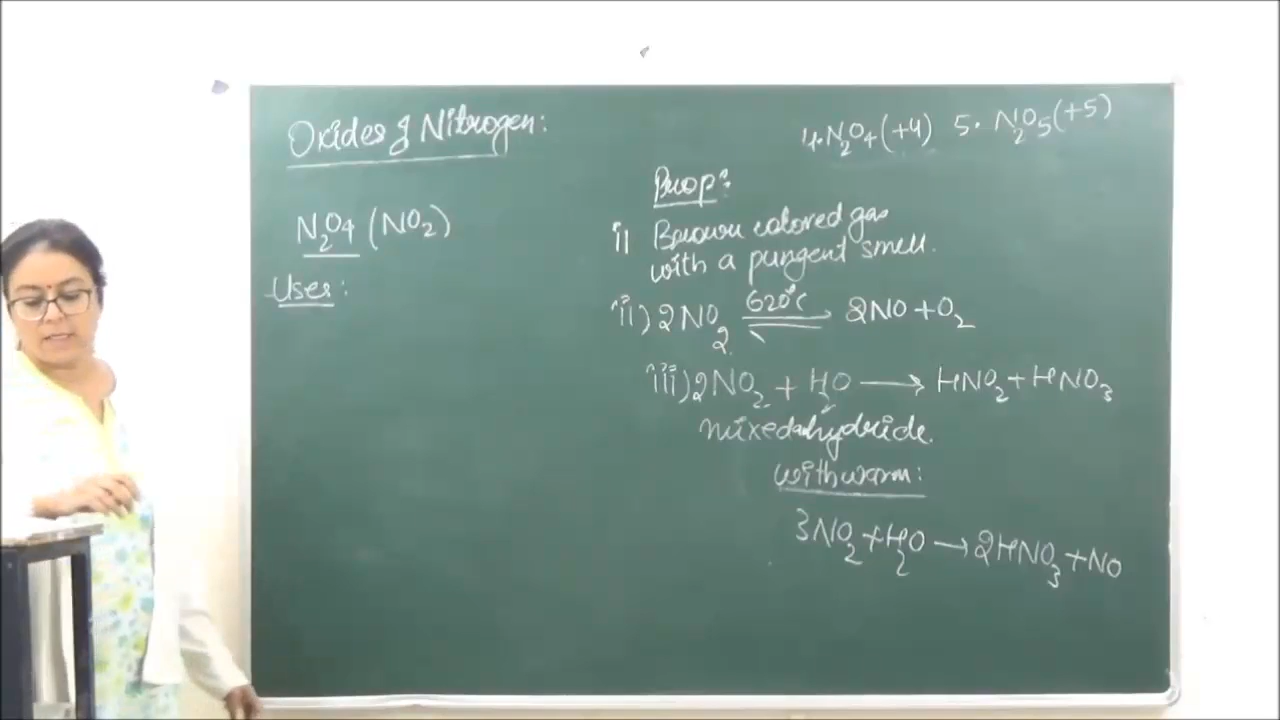 Oxides of Nitrogen:
4. N₂O₄(+4) 5. N₂O₅(+5)
N₂O₄ (NO₂)
Uses:
Prop:
i) Brown colored gas
with a pungent smell.
ii) 2NO₂ ⇌ 620°C 2NO + O₂
iii) 2NO₂ + H₂O → HNO₂ + HNO₃
mixed anhydride.
with warm:
3NO₂ + H₂O → 2HNO₃ + NO